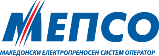 МЕПСО
МАКЕДОНСКИ ЕЛЕКТРОПРЕНОСЕН СИСТЕМ ОПЕРАТОР